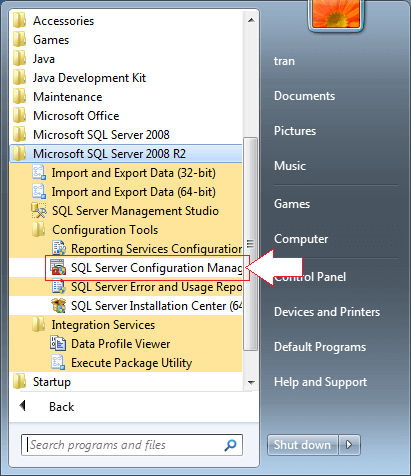 Accessories
Games
Java
Java Development Kit
Maintenance
Microsoft Office
Microsoft SQL Server 2008
Microsoft SQL Server 2008 R2
Import and Export Data (32-bit)
Import and Export Data (64-bit)
SQL Server Management Studio
Configuration Tools
Reporting Services Configuration
SQL Server Configuration Manag
SQL Server Error and Usage Repo
SQL Server Installation Center (64
Integration Services
Data Profile Viewer
Execute Package Utility
Startup
Back
Search programs and files
tran
Documents
Pictures
Music
Games
Computer
Control Panel
Devices and Printers
Default Programs
Help and Support
Shut down